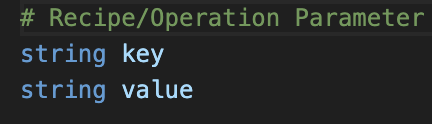 # Recipe/Operation Parameter
string key
string value